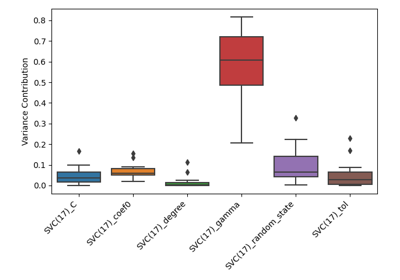 Variance Contribution
0.8
0.7
0.6
0.5
0.4
0.3
0.2
0.1
0.0
SVC(17)_C
SVC(17)_coef0
SVC(17)_degree
SVC(17)_gamma
SVC(17)_random_state
SVC(17)_tol